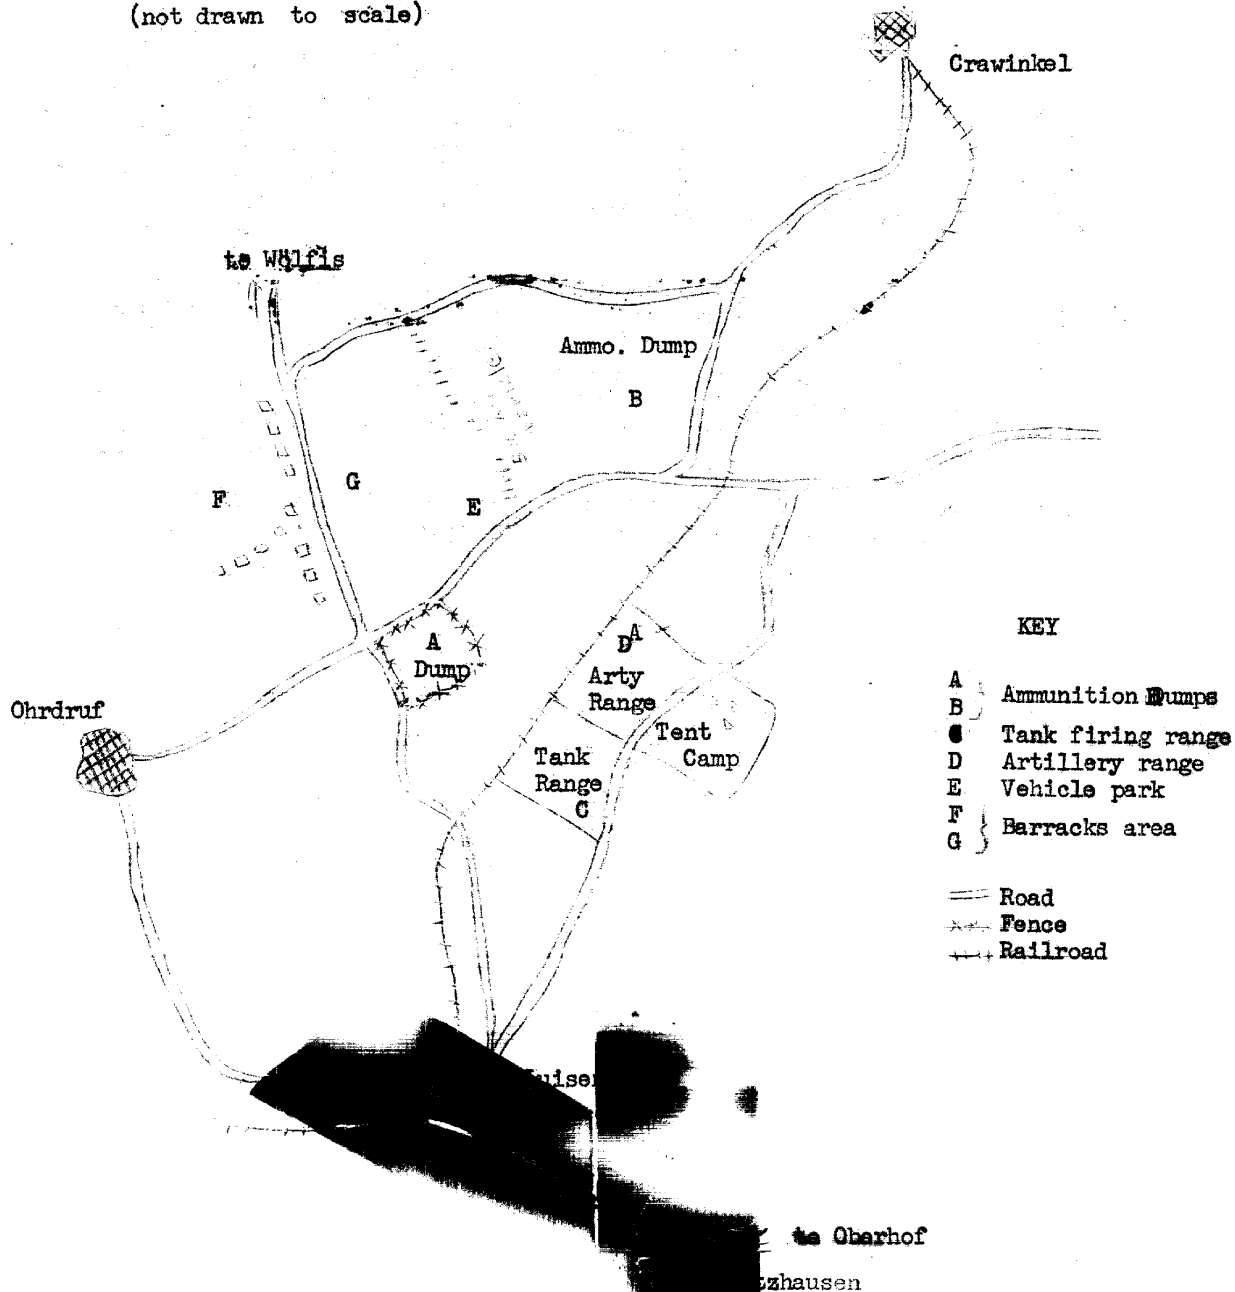 (not drawn to scale)
Crawinkel
to Wölfis
Ammo. Dump
B
G
F
E
A
Dump
A
D
Arty
Range
Ohrdruf
Tent
Camp
Tank
Range
C
KEY
A
B
Ammunition Dumps
C Tank firing range
D Artillery range
E Vehicle park
F
G
Barracks area
Road
Fence
Railroad
to Oberhof